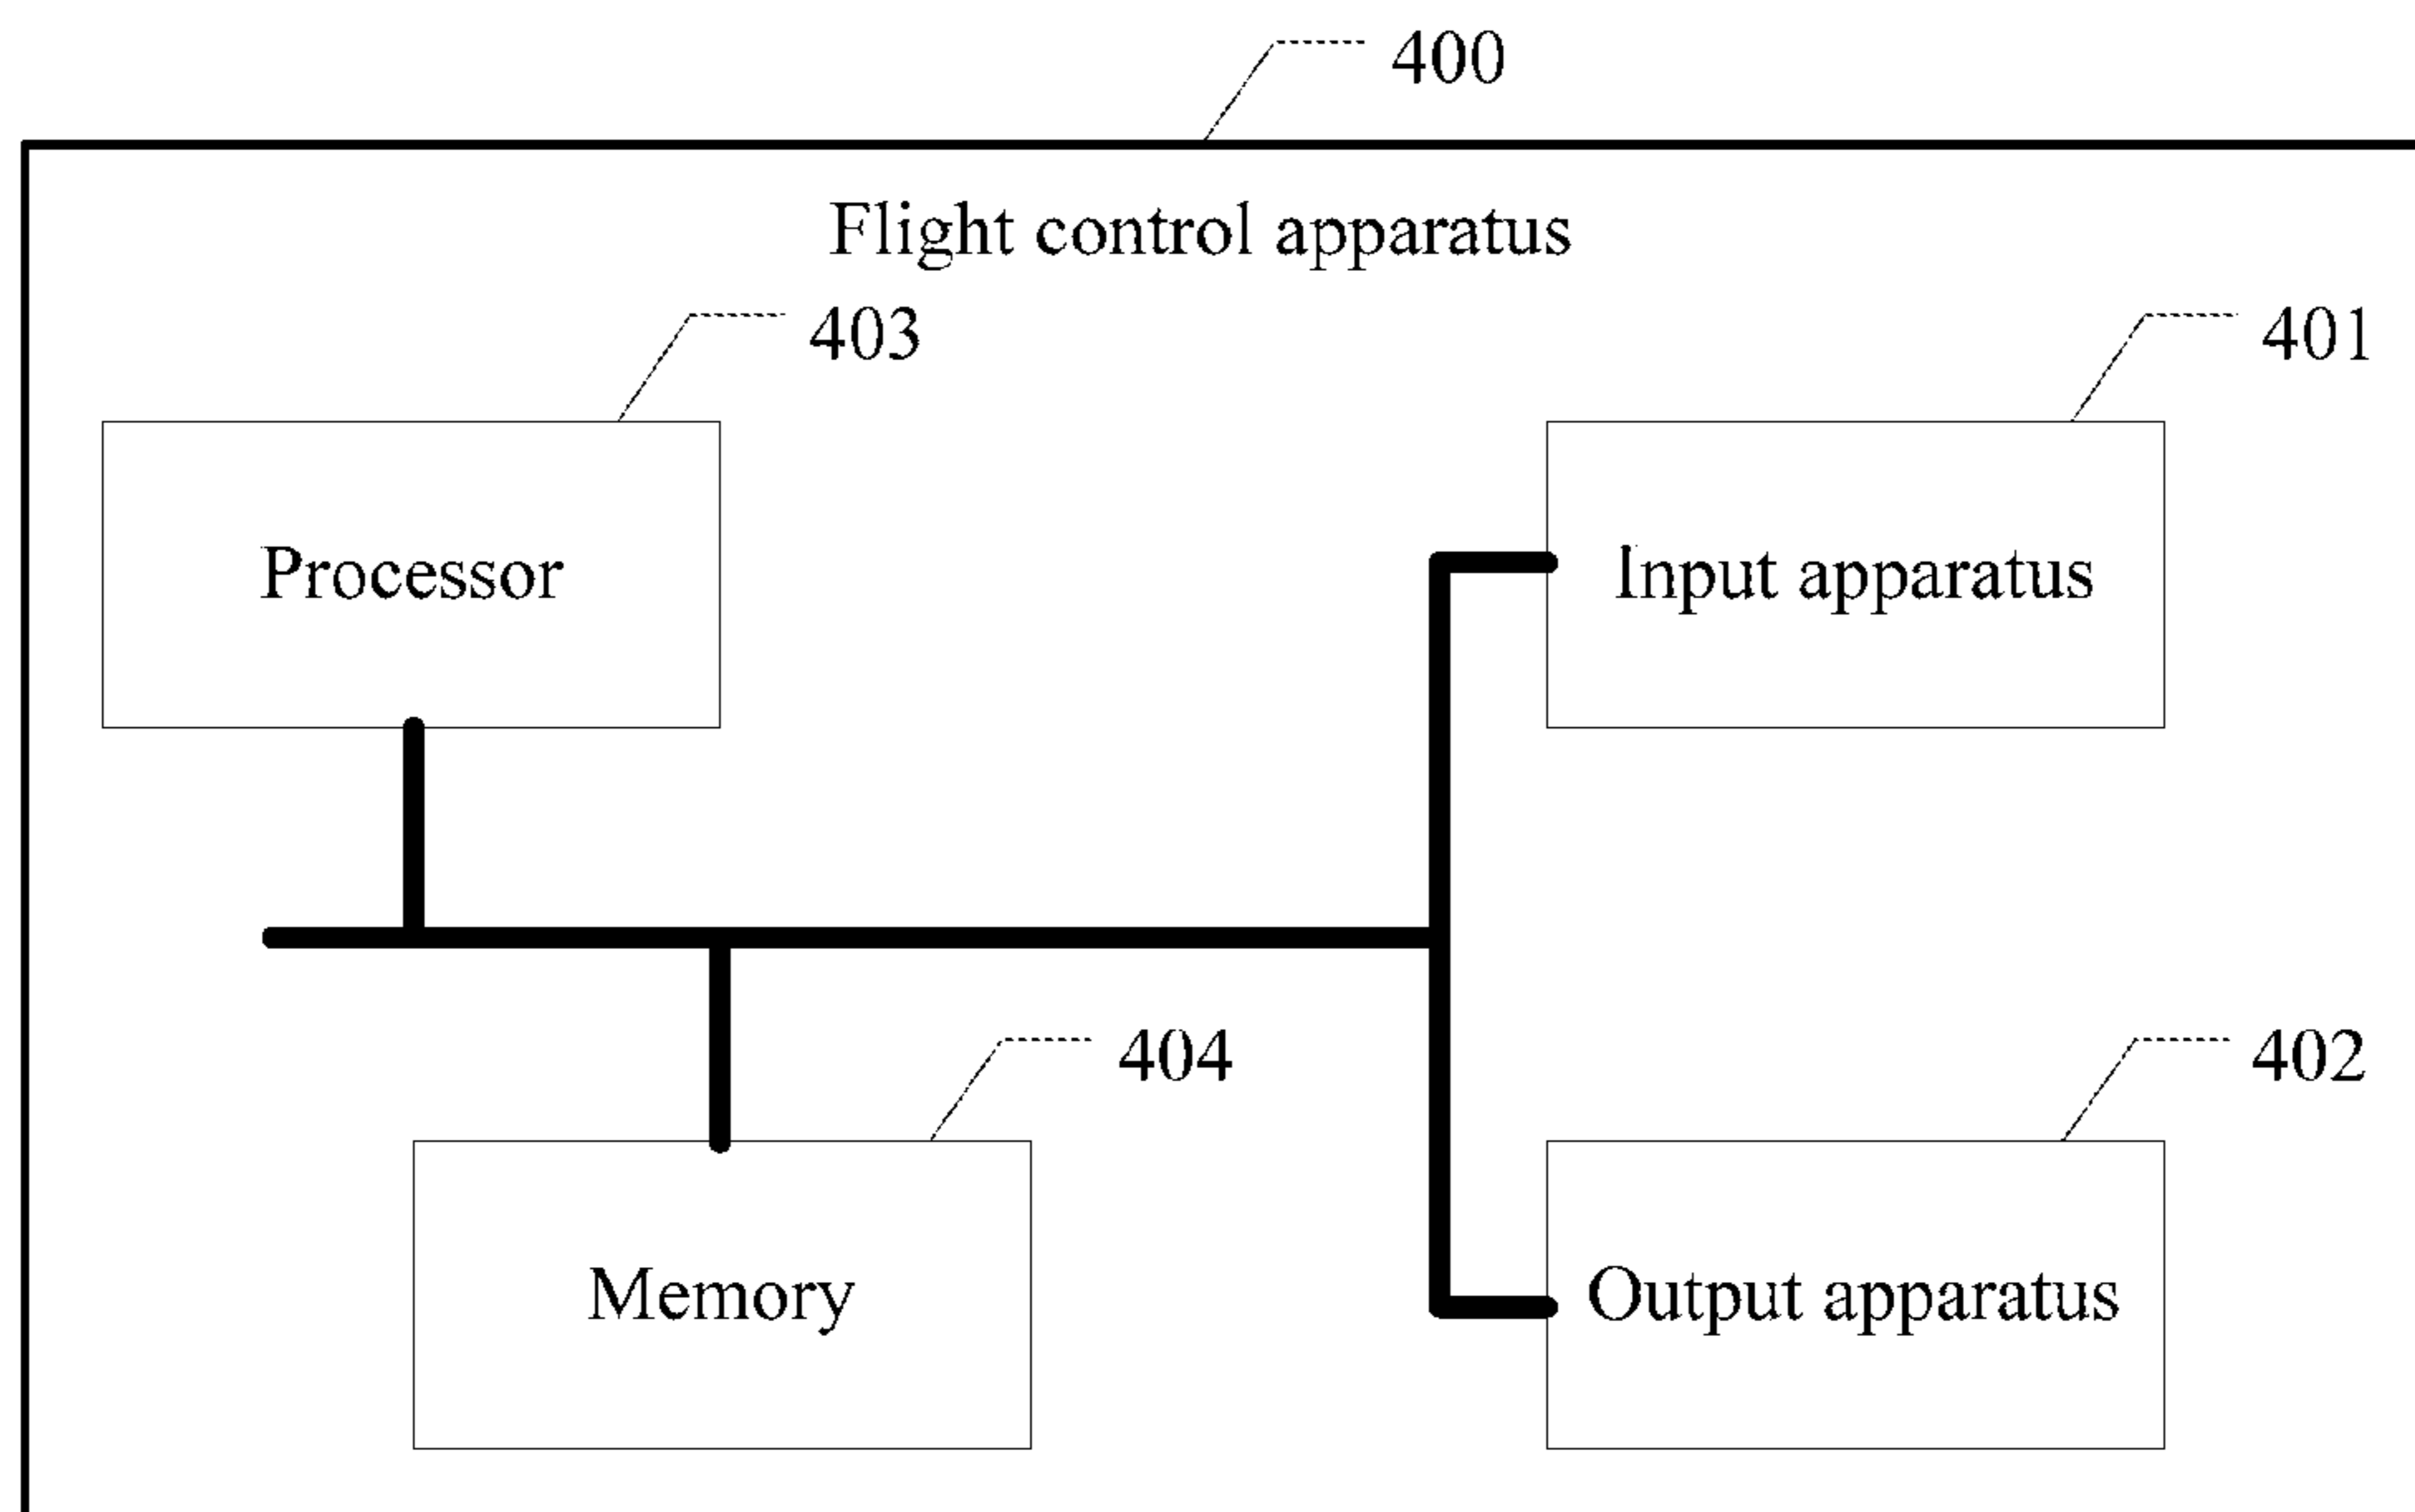 400
Flight control apparatus
403
401
Processor
Input apparatus
404
402
Memory
Output apparatus